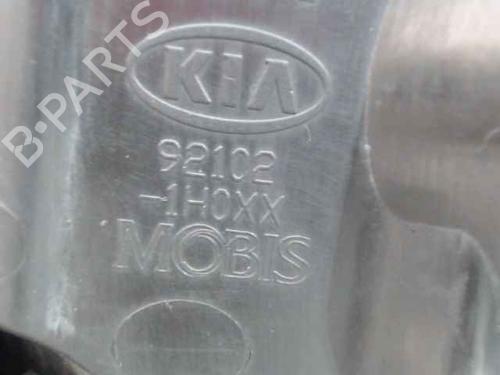 B-PARTS
KIA
92102
-1H0XX
MOBIS